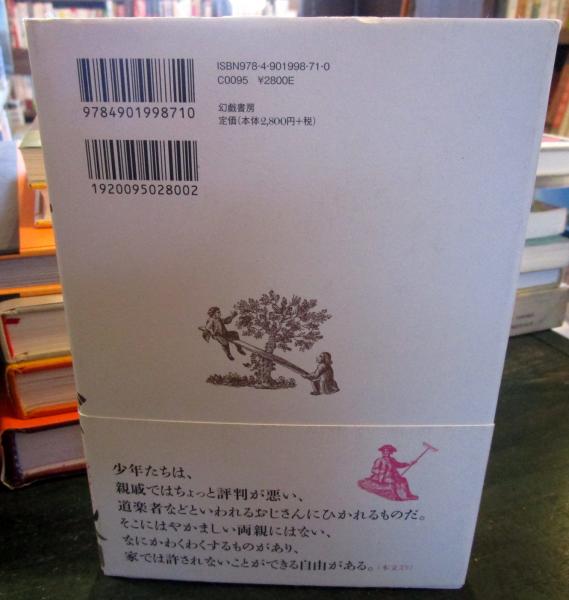 ISBN978-4-901998-71-0
C0095 ¥2800E
9784901998710
幻戯書房
定価(本体2,800円+税)
1920095028002
少年たちは、
親戚ではちょっと評判が悪い、
道楽者などといわれるおじさんにひかれるものだ。
そこにはやかましい両親にはない、
なにかわくわくするものがあり、
家では許されないことができる自由がある。(本文より)